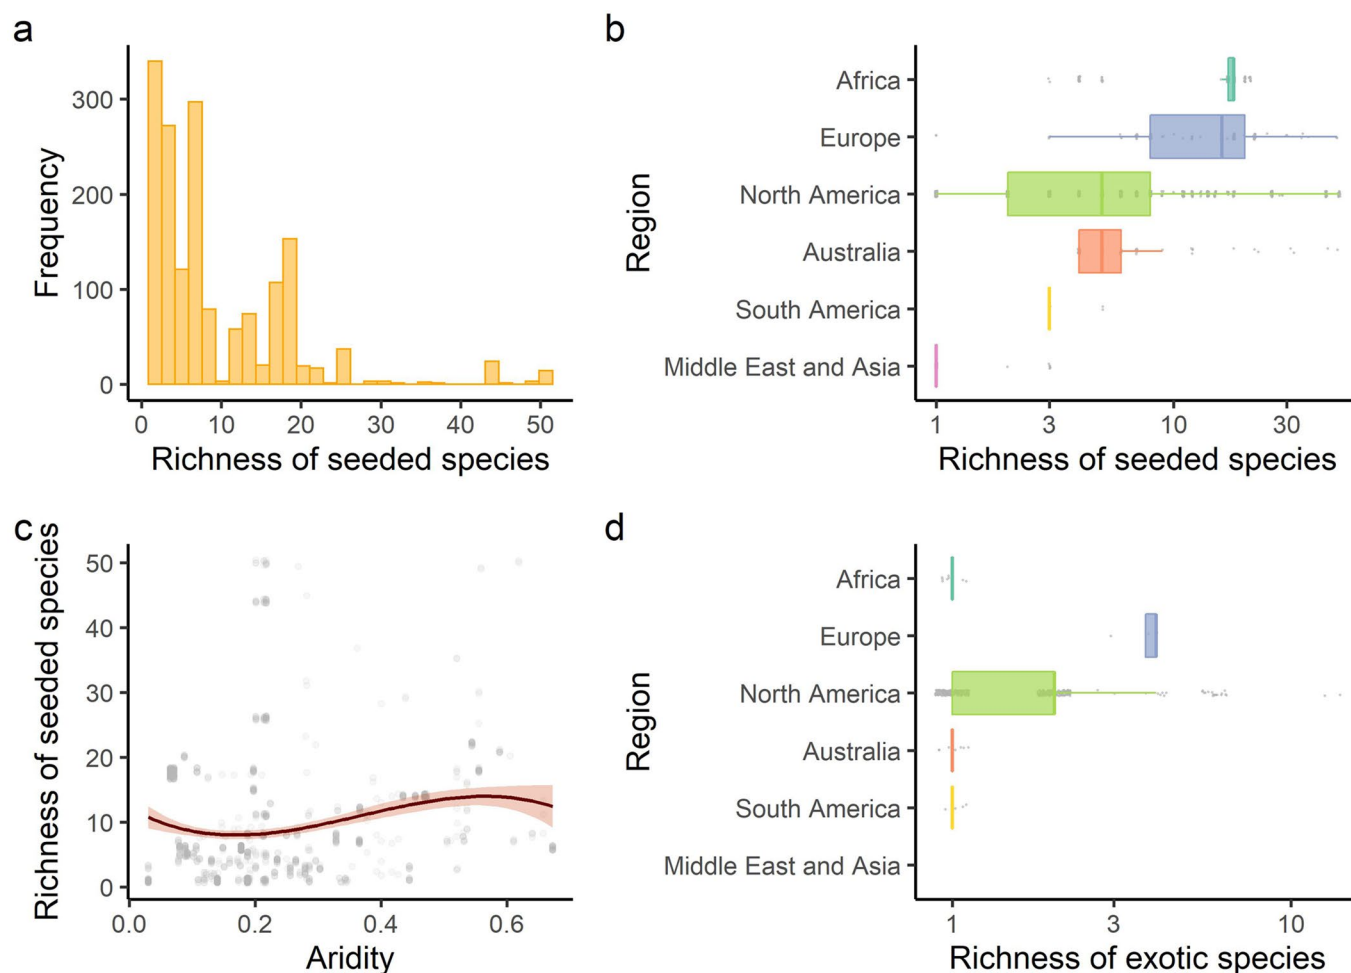 a
300
200
100
0
Frequency
0 10 20 30 40 50
Richness of seeded species
b
Region
Africa
Europe
North America
Australia
South America
Middle East and Asia
1 3 10 30
Richness of seeded species
c
Richness of seeded species
50
40
30
20
10
0
0.0 0.2 0.4 0.6
Aridity
d
Region
Africa
Europe
North America
Australia
South America
Middle East and Asia
1 3 10
Richness of exotic species